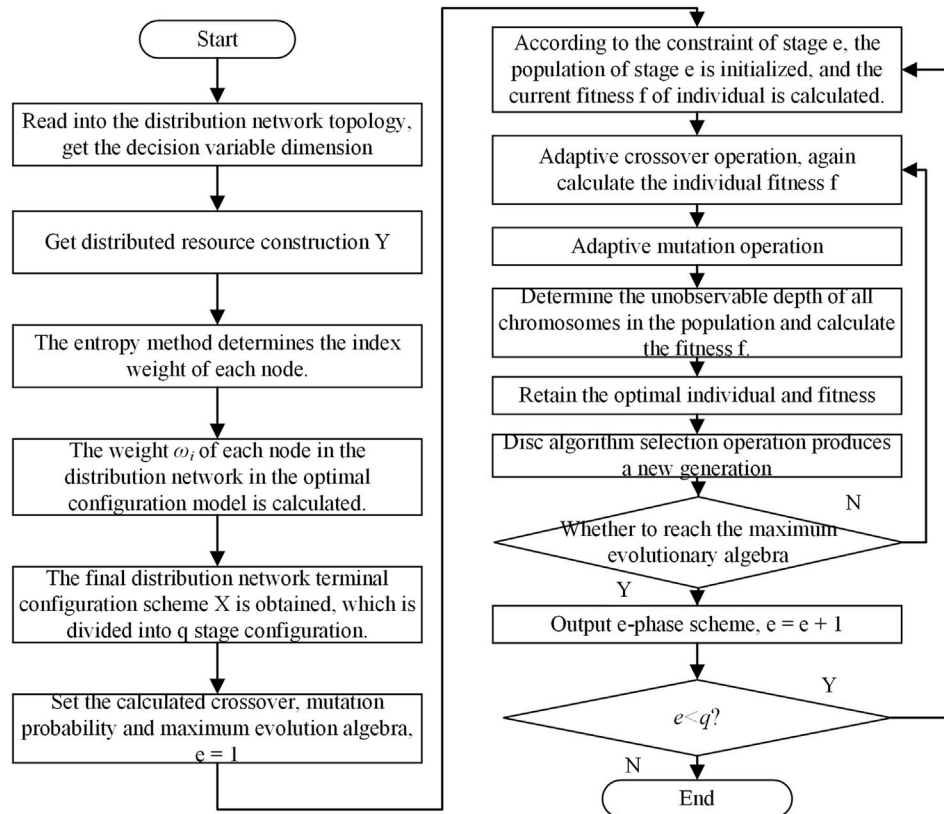 Start
Read into the distribution network topology,
get the decision variable dimension
Get distributed resource construction Y
The entropy method determines the index
weight of each node.
The weight ωi of each node in the
distribution network in the optimal
configuration model is calculated.
The final distribution network terminal
configuration scheme X is obtained, which is
divided into q stage configuration.
Set the calculated crossover, mutation
probability and maximum evolution algebra,
e = 1
According to the constraint of stage e, the
population of stage e is initialized, and the
current fitness f of individual is calculated.
Adaptive crossover operation, again
calculate the individual fitness f
Adaptive mutation operation
Determine the unobservable depth of all
chromosomes in the population and calculate
the fitness f.
Retain the optimal individual and fitness
Disc algorithm selection operation produces
a new generation
N
Whether to reach the maximum
evolutionary algebra
Y
Output e-phase scheme, e = e + 1
Y
e<q?
N
End